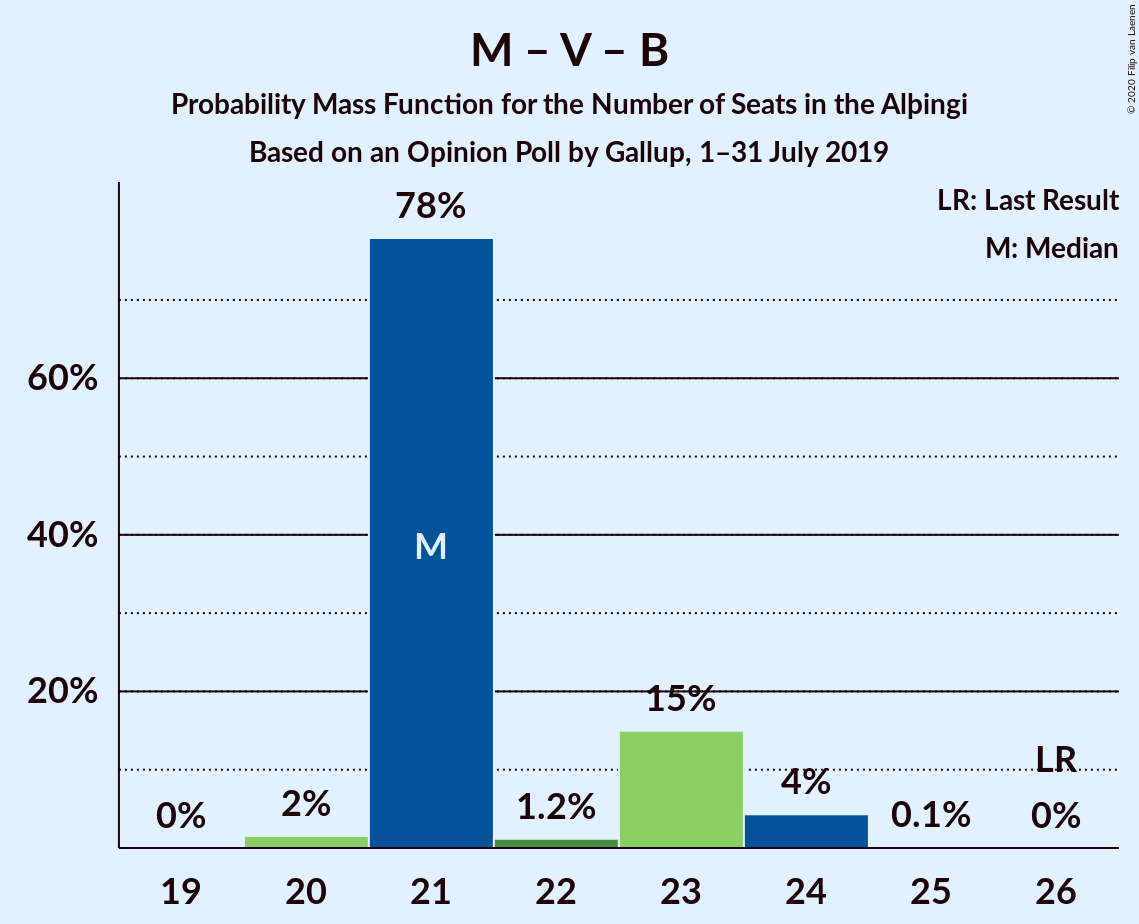 M – V – B
Probability Mass Function for the Number of Seats in the Alþingi
Based on an Opinion Poll by Gallup, 1–31 July 2019
© 2020 Filip van Laenen
LR: Last Result
M: Median
78%
60%
40%
20%
M
0%
2%
1.2%
15%
4%
0.1%
LR
0%
19 20 21 22 23 24 25 26